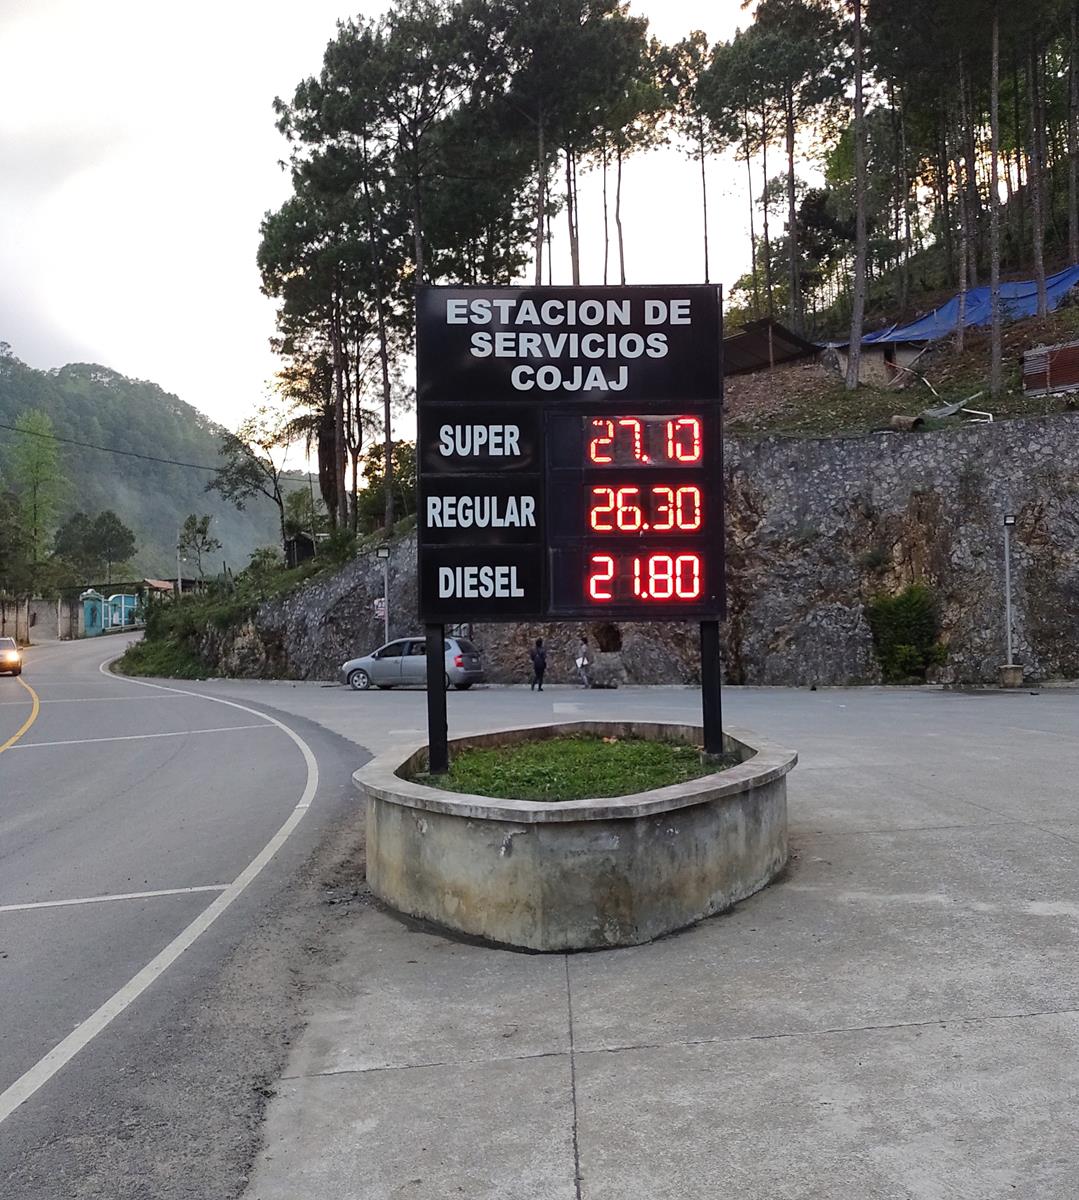 ESTACION DE
SERVICIOS
COJAJ
SUPER 27.10
REGULAR 26.30
DIESEL 21.80